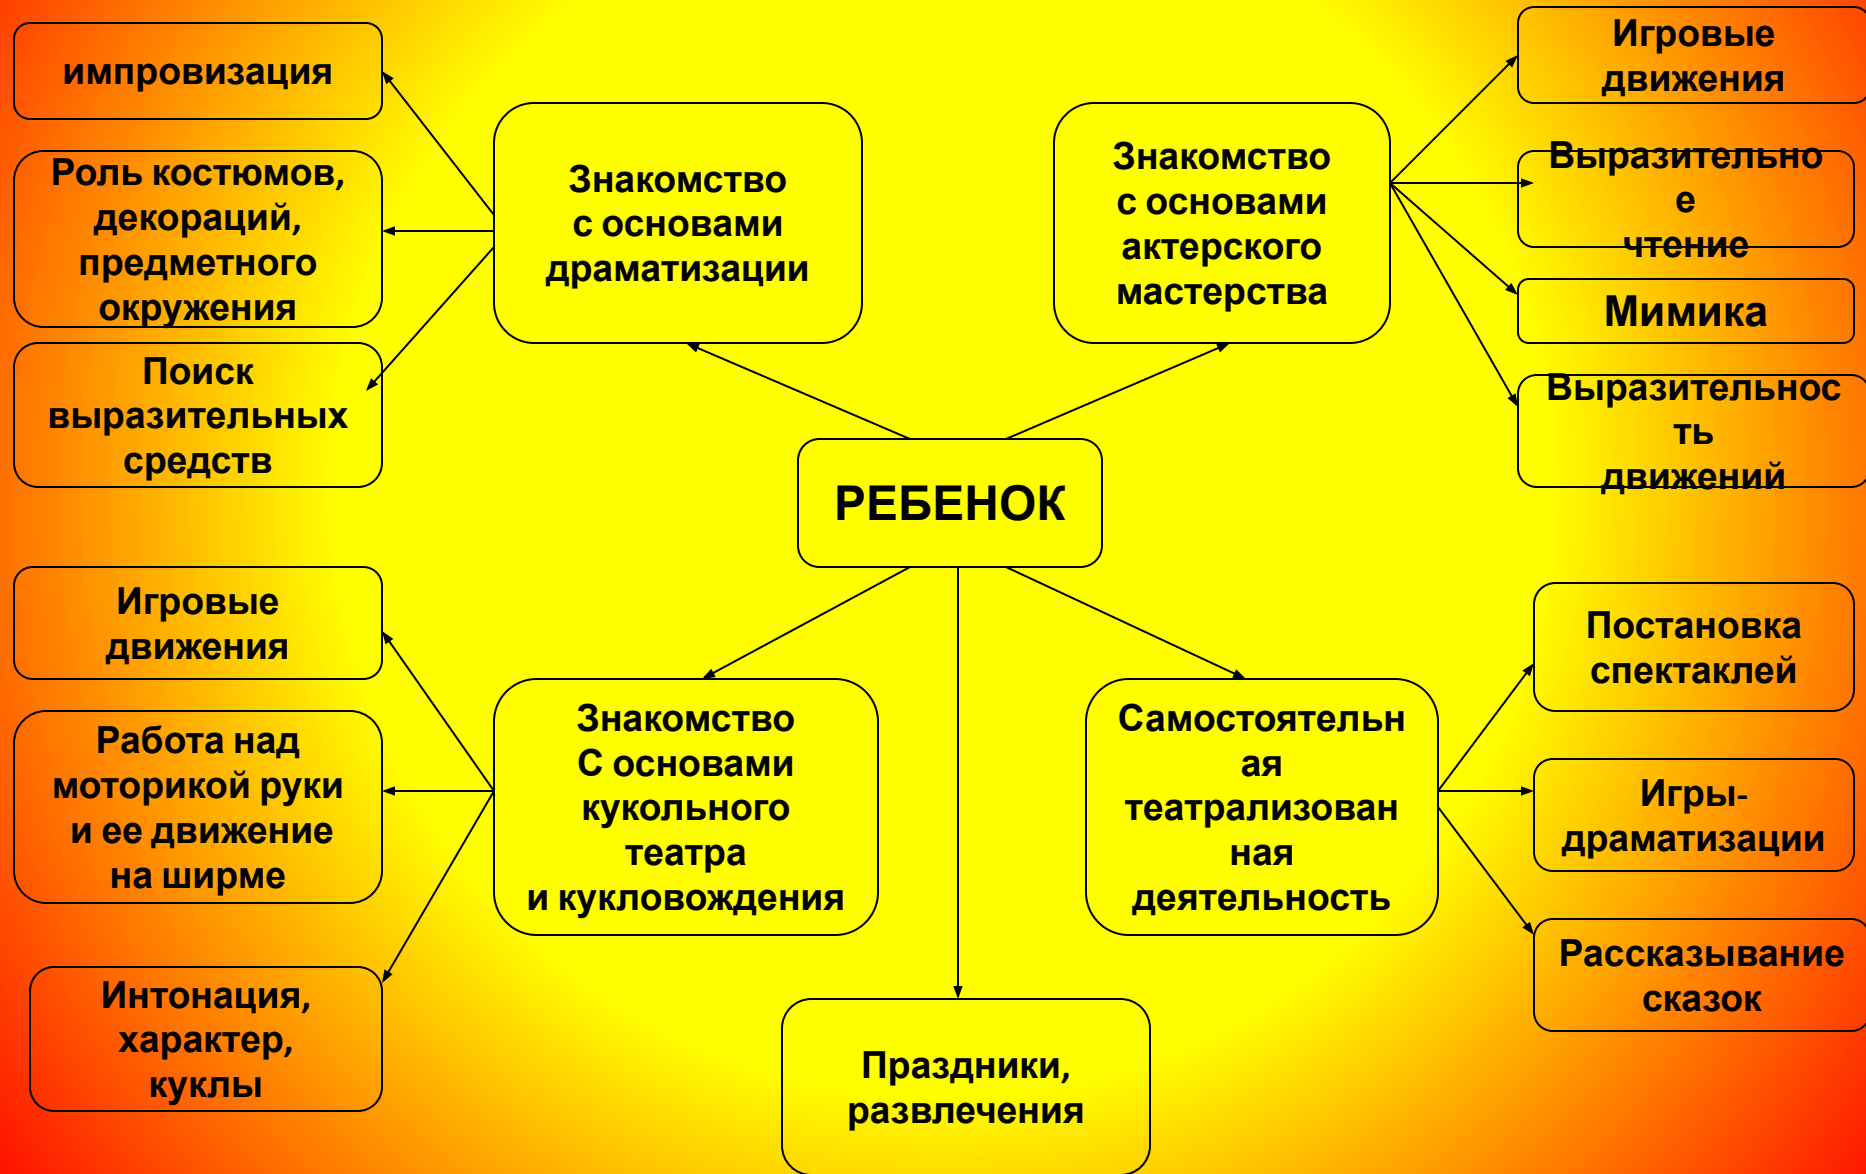 импровизация
Роль костюмов,
декораций,
предметного
окружения
Поиск
выразительных
средств
Знакомство
с основами
драматизации
Знакомство
с основами
актерского
мастерства
Игровые
движения
Выразительно
е
чтение
Мимика
Выразительнос
ть
движений
РЕБЕНОК
Игровые
движения
Работа над
моторикой руки
и ее движение
на ширме
Интонация,
характер,
куклы
Знакомство
С основами
кукольного
театра
и кукловождения
Самостоятельн
ая
театрализован
ная
деятельность
Постановка
спектаклей
Игры-
драматизации
Рассказывание
сказок
Праздники,
развлечения